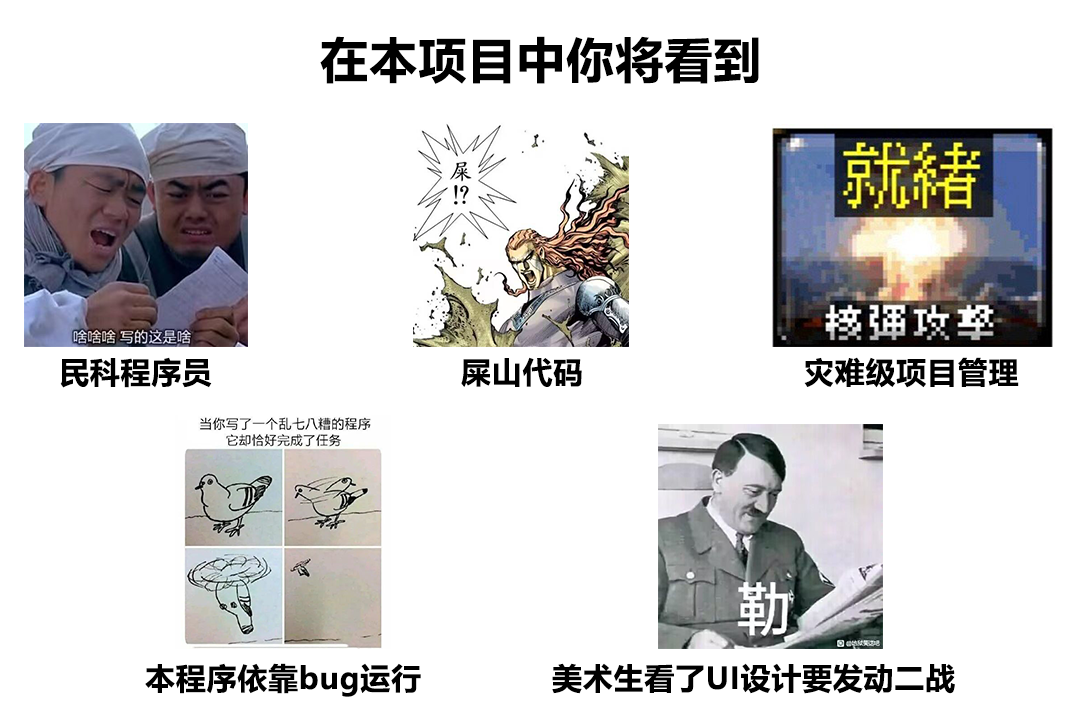 在本项目中你将看到
屎
!?
就緒
啥啥啥 写的这是啥
核彈攻擊
民科程序员
屎山代码
灾难级项目管理
当你写了一个乱七八糟的程序
它却恰好完成了任务
勒
本程序依靠bug运行
美术生看了UI设计要发动二战